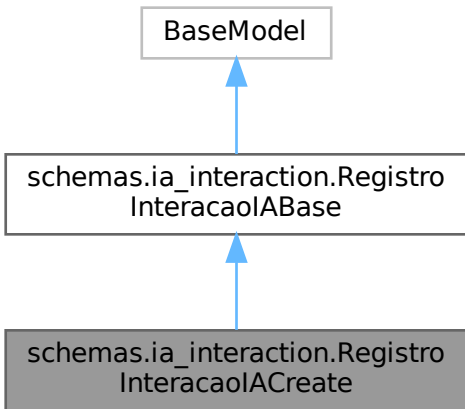 BaseModel
schemas.ia_interaction.Registro
InteracaoIABase
schemas.ia_interaction.Registro
InteracaoIACreate